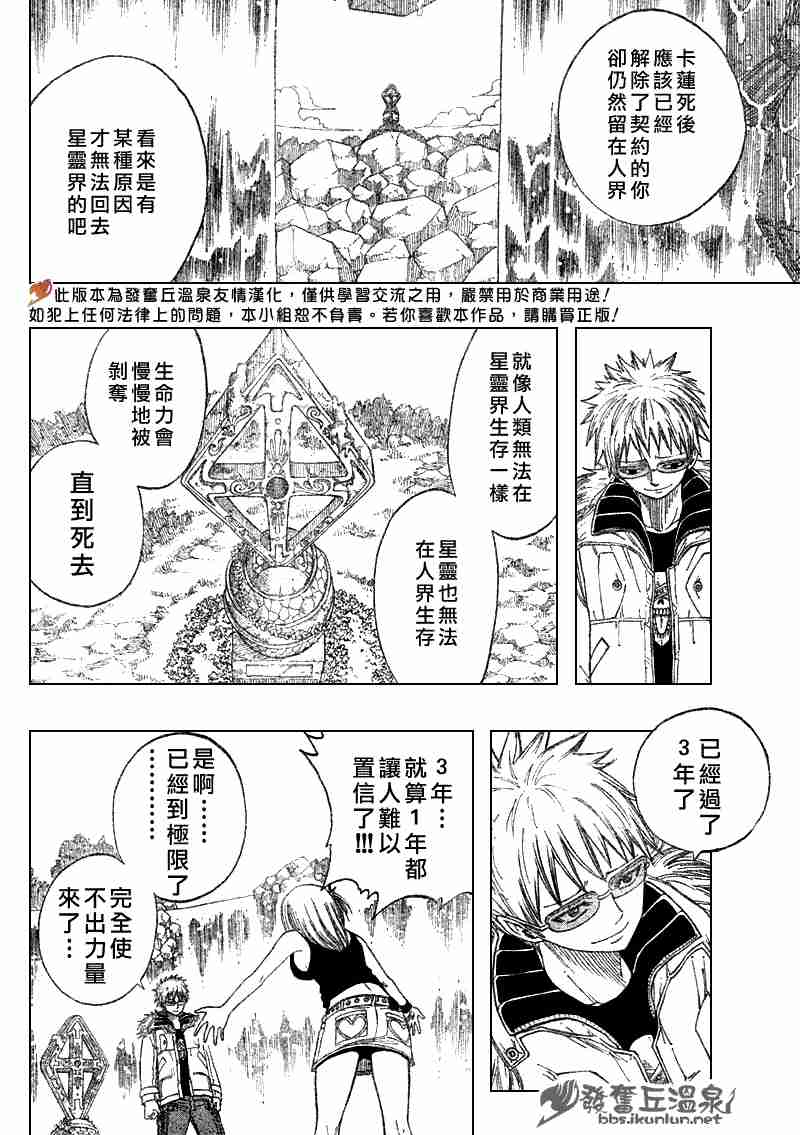 卡蓮死後
應該已經
解除了契約的你
卻仍然留在人界
看來是有
某種原因
才無法回去
星靈界的吧
此版本為發奮丘溫泉友情漢化，僅供學習交流之用，嚴禁用於商業用途！
如犯上任何法律上的問題，本小組恕不負責。若你喜歡本作品，請購買正版！
就像人類無法在
星靈界生存一樣
星靈也無法
在人界生存
生命力會
慢慢地被
剝奪
直到死去
已經過了
3年了
3年…
就算1年都
讓人難以
置信了!!!
是啊……
已經到極限了
………
完全使
不出力量
來了…
發奮丘溫泉
bbs.ikunlun.net